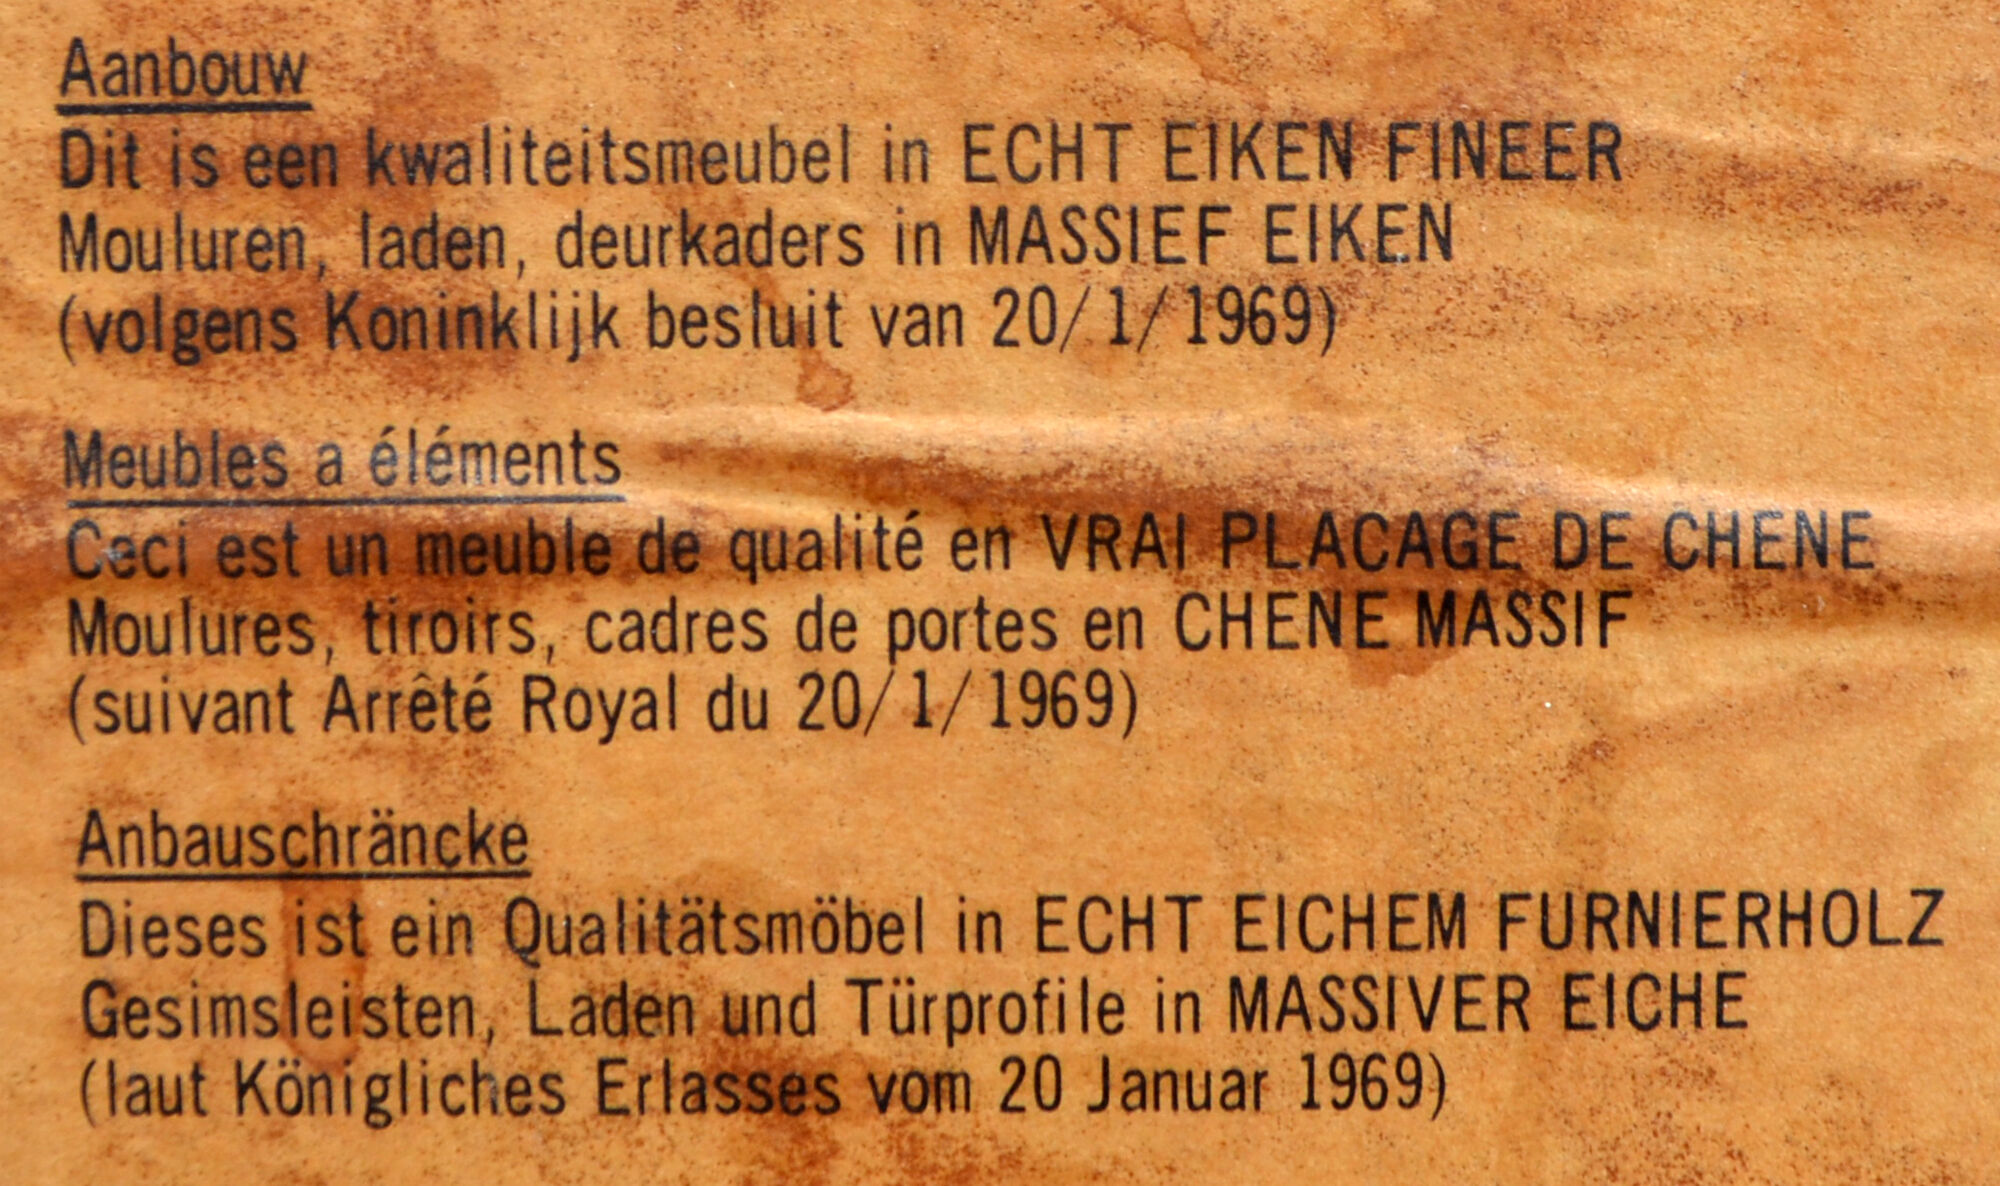 Aanbouw
Dit is een kwaliteitsmeubel in ECHT EIKEN FINEER
Mouluren, laden, deurkaders in MASSIEF EIKEN
(volgens Koninklijk besluit van 20/1/1969)
Meubles a éléments
Ceci est un meuble de qualité en VRAI PLACAGE DE CHENE
Moulures, tiroirs, cadres de portes en CHENE MASSIF
(suivant Arrêté Royal du 20/1/1969)
Anbauschräncke
Dieses ist ein Qualitätsmöbel in ECHT EICHEM FURNIERHOLZ
Gesimsleisten, Laden und Türprofile in MASSIVER EICHE
(laut Königliches Erlasses vom 20 Januar 1969)